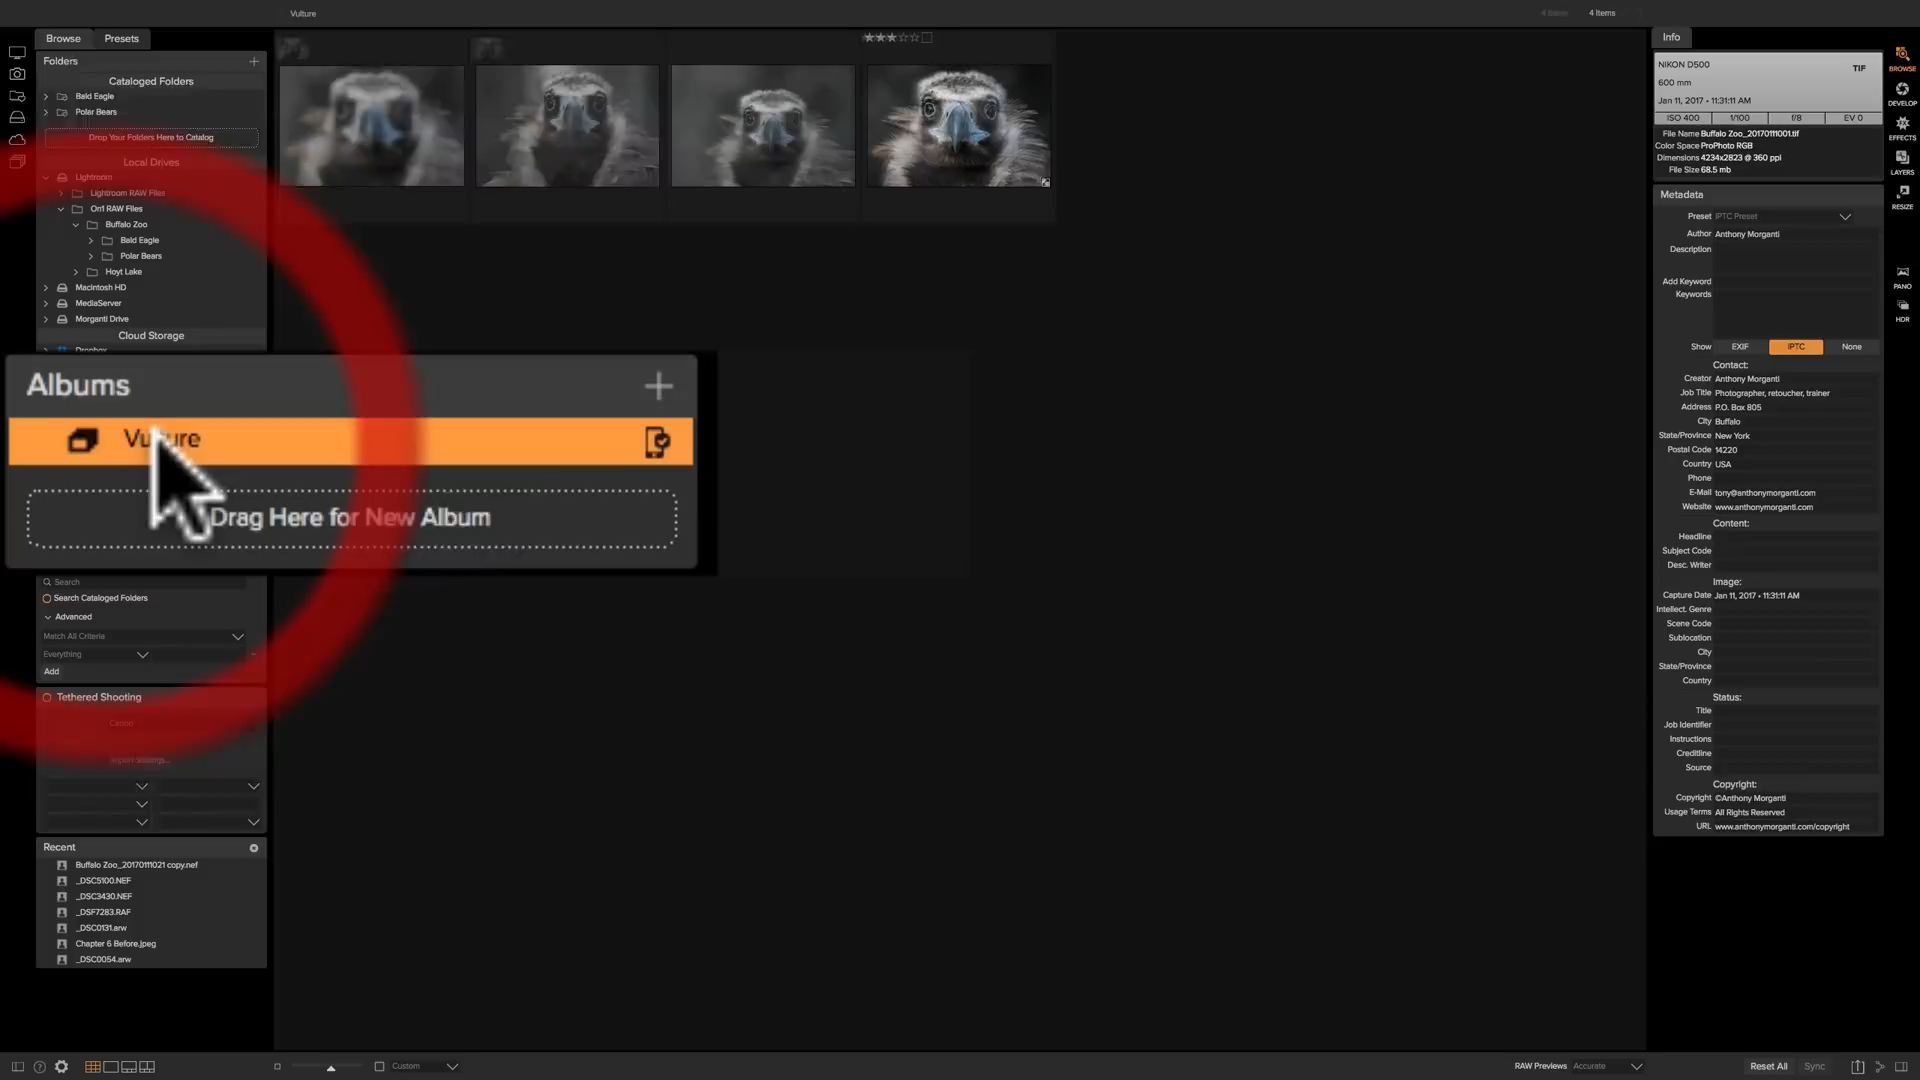 Vulture
4 Items
4 Items
Browse
Presets
Folders
Cataloged Folders
Bald Eagle
Polar Bears
Drop Your Folders Here to Catalog
Local Drives
Lightroom
Lightroom RAW Files
On1 RAW Files
Buffalo Zoo
Bald Eagle
Polar Bears
Hoyt Lake
Macintosh HD
MediaServer
Morganti Drive
Cloud Storage
Dropbox
Albums
Vulture
Drag Here for New Album
Search
Search Cataloged Folders
Advanced
Match All Criteria
Everything
Add
Tethered Shooting
Canon
Import Settings...
Recent
Buffalo Zoo_20170111021 copy.nef
_DSC5100.NEF
_DSC3430.NEF
_DSF7283.RAF
_DSC0131.arw
Chapter 6 Before.jpeg
_DSC0054.arw
Custom
Info
NIKON D500
TIF
600 mm
Jan 11, 2017 • 11:31:11 AM
ISO 400 1/100 f/8 EV 0
File Name Buffalo Zoo_20170111001.tif
Color Space ProPhoto RGB
Dimensions 4234x2823 @ 360 ppi
File Size 68.5 mb
Metadata
Preset IPTC Preset
Author Anthony Morganti
Description
Add Keyword
Keywords
Show EXIF IPTC None
Contact:
Creator Anthony Morganti
Job Title Photographer, retoucher, trainer
Address P.O. Box 805
City Buffalo
State/Province New York
Postal Code 14220
Country USA
Phone
E-Mail tony@anthonymorganti.com
Website www.anthonymorganti.com
Content:
Headline
Subject Code
Desc. Writer
Image:
Capture Date Jan 11, 2017 • 11:31:11 AM
Intellect. Genre
Scene Code
Sublocation
City
State/Province
Country
Status:
Title
Job Identifier
Instructions
Creditline
Source
Copyright:
Copyright ©Anthony Morganti
Usage Terms All Rights Reserved
URL www.anthonymorganti.com/copyright
BROWSE
DEVELOP
EFFECTS
LAYERS
RESIZE
PANO
HDR
RAW Previews Accurate
Reset All
Sync